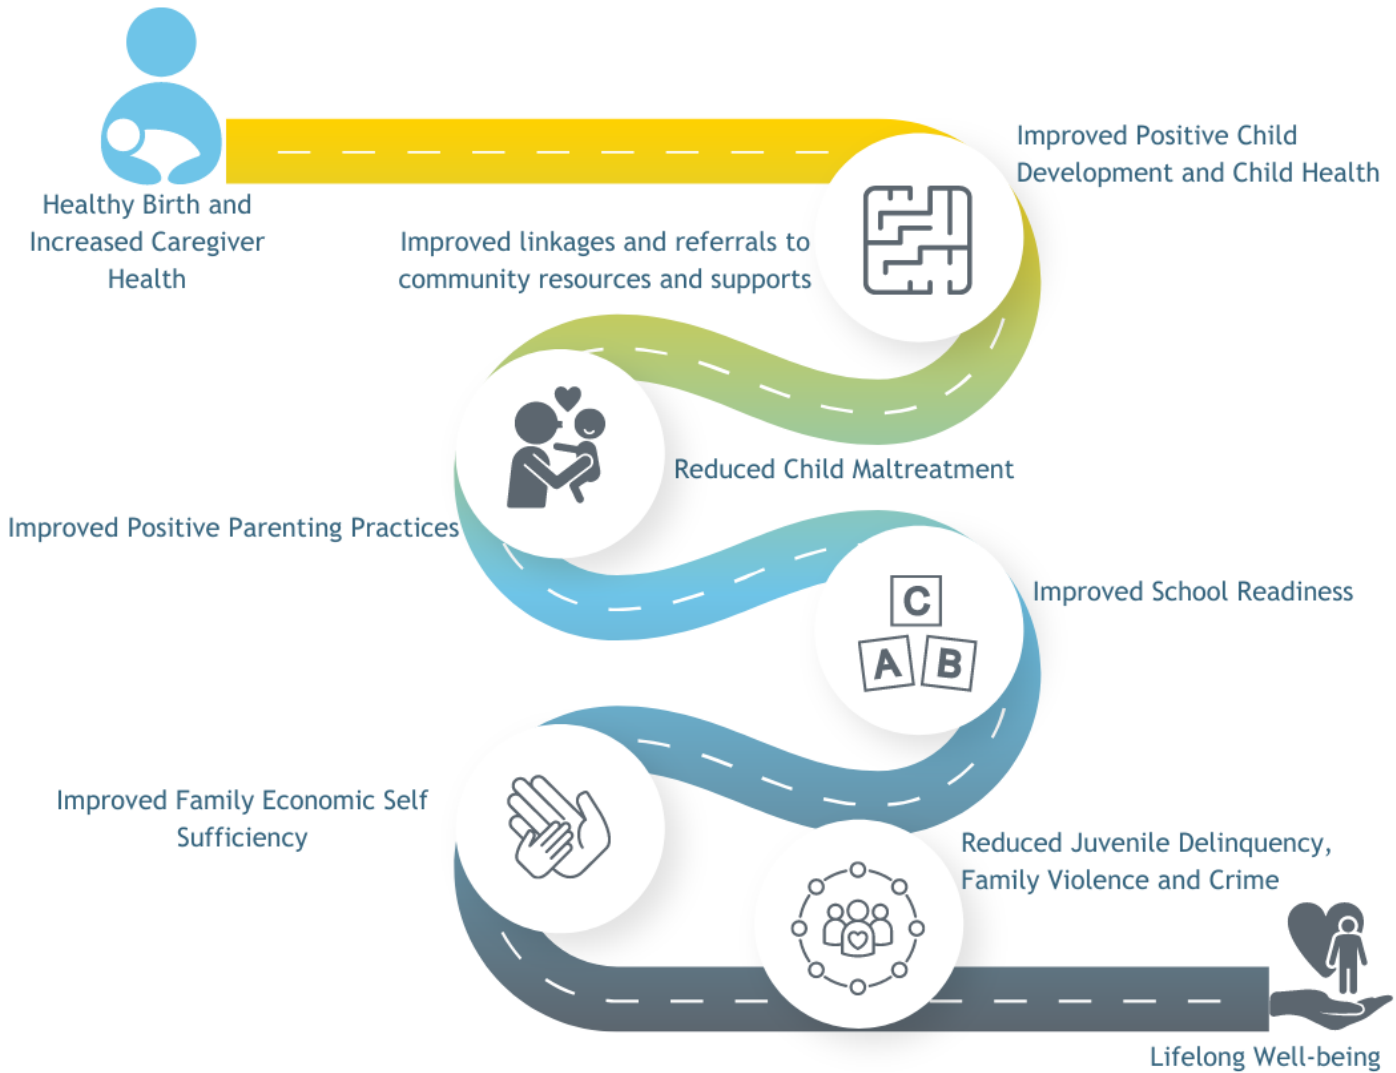 Healthy Birth and
Increased Caregiver
Health
Improved Positive Child
Development and Child Health
Improved linkages and referrals to
community resources and supports
Reduced Child Maltreatment
Improved Positive Parenting Practices
C
A B
Improved School Readiness
Improved Family Economic Self
Sufficiency
Reduced Juvenile Delinquency,
Family Violence and Crime
Lifelong Well-being